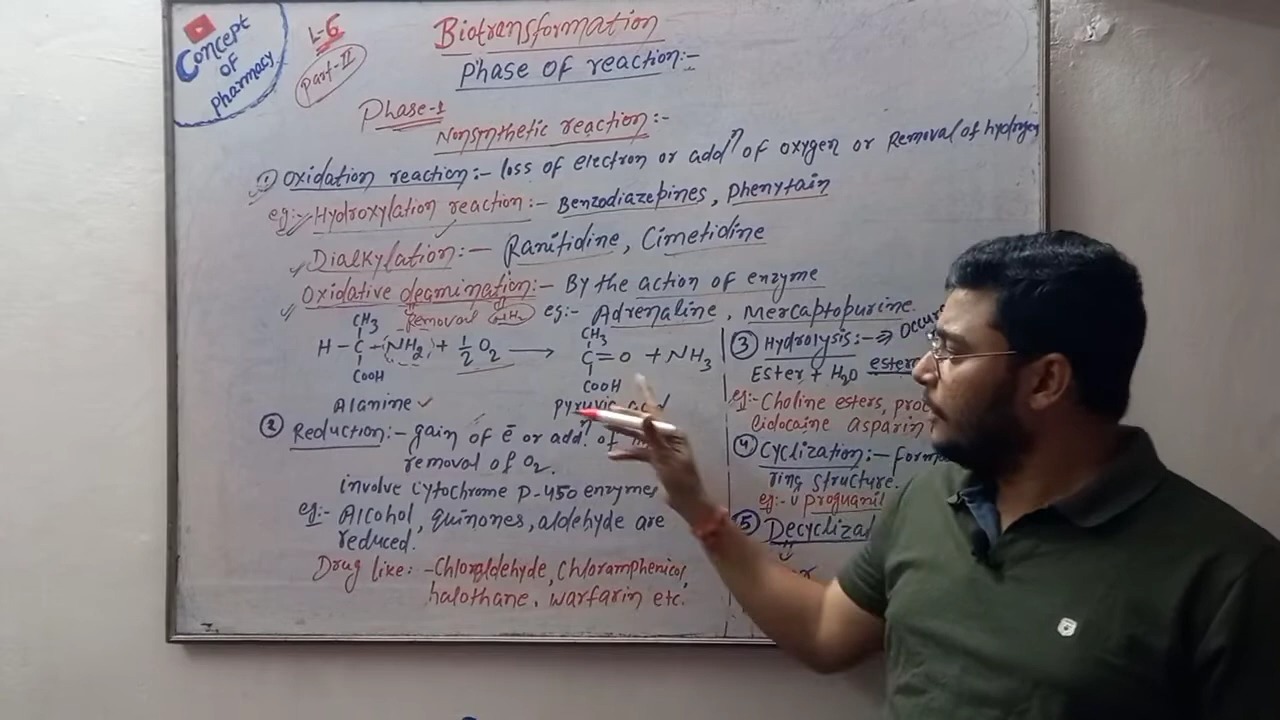 Concept
OF
Pharmacy
L-6
Part-II
Biotransformation
Phase of reaction:-
Phase-1
Nonsynthetic reaction:-
① Oxidation reaction:- loss of electron or addⁿ of oxygen or Removal of hydrogen
eg:- Hydroxylation reaction:- Benzodiazepines, Phenytain
Dialkylation:- Ranitidine, Cimetidine
Oxidative deamination:- By the action of enzyme
Removal NH₂ eg:- Adrenaline, Mercaptopurine.
CH₃
H-C-NH₂ + 1/2 O₂ →
COOH
Alanine
CH₃
C=O + NH₃
COOH
② Reduction:- gain of ē or addⁿ of
removal of O₂.
involve Cytochrome P-450 enzymes
eg:- Alcohol, quinones, aldehyde are
reduced.
Drug like:- Chloraldehyde, Chloramphenicol,
halothane, warfarin etc.
③ Hydrolysis:- ⇒ Occurs
Ester + H₂O ester
eg:- Choline esters,
lidocaine asparin
④ Cyclization:-
ring structure.
eg:- proguanil
⑤